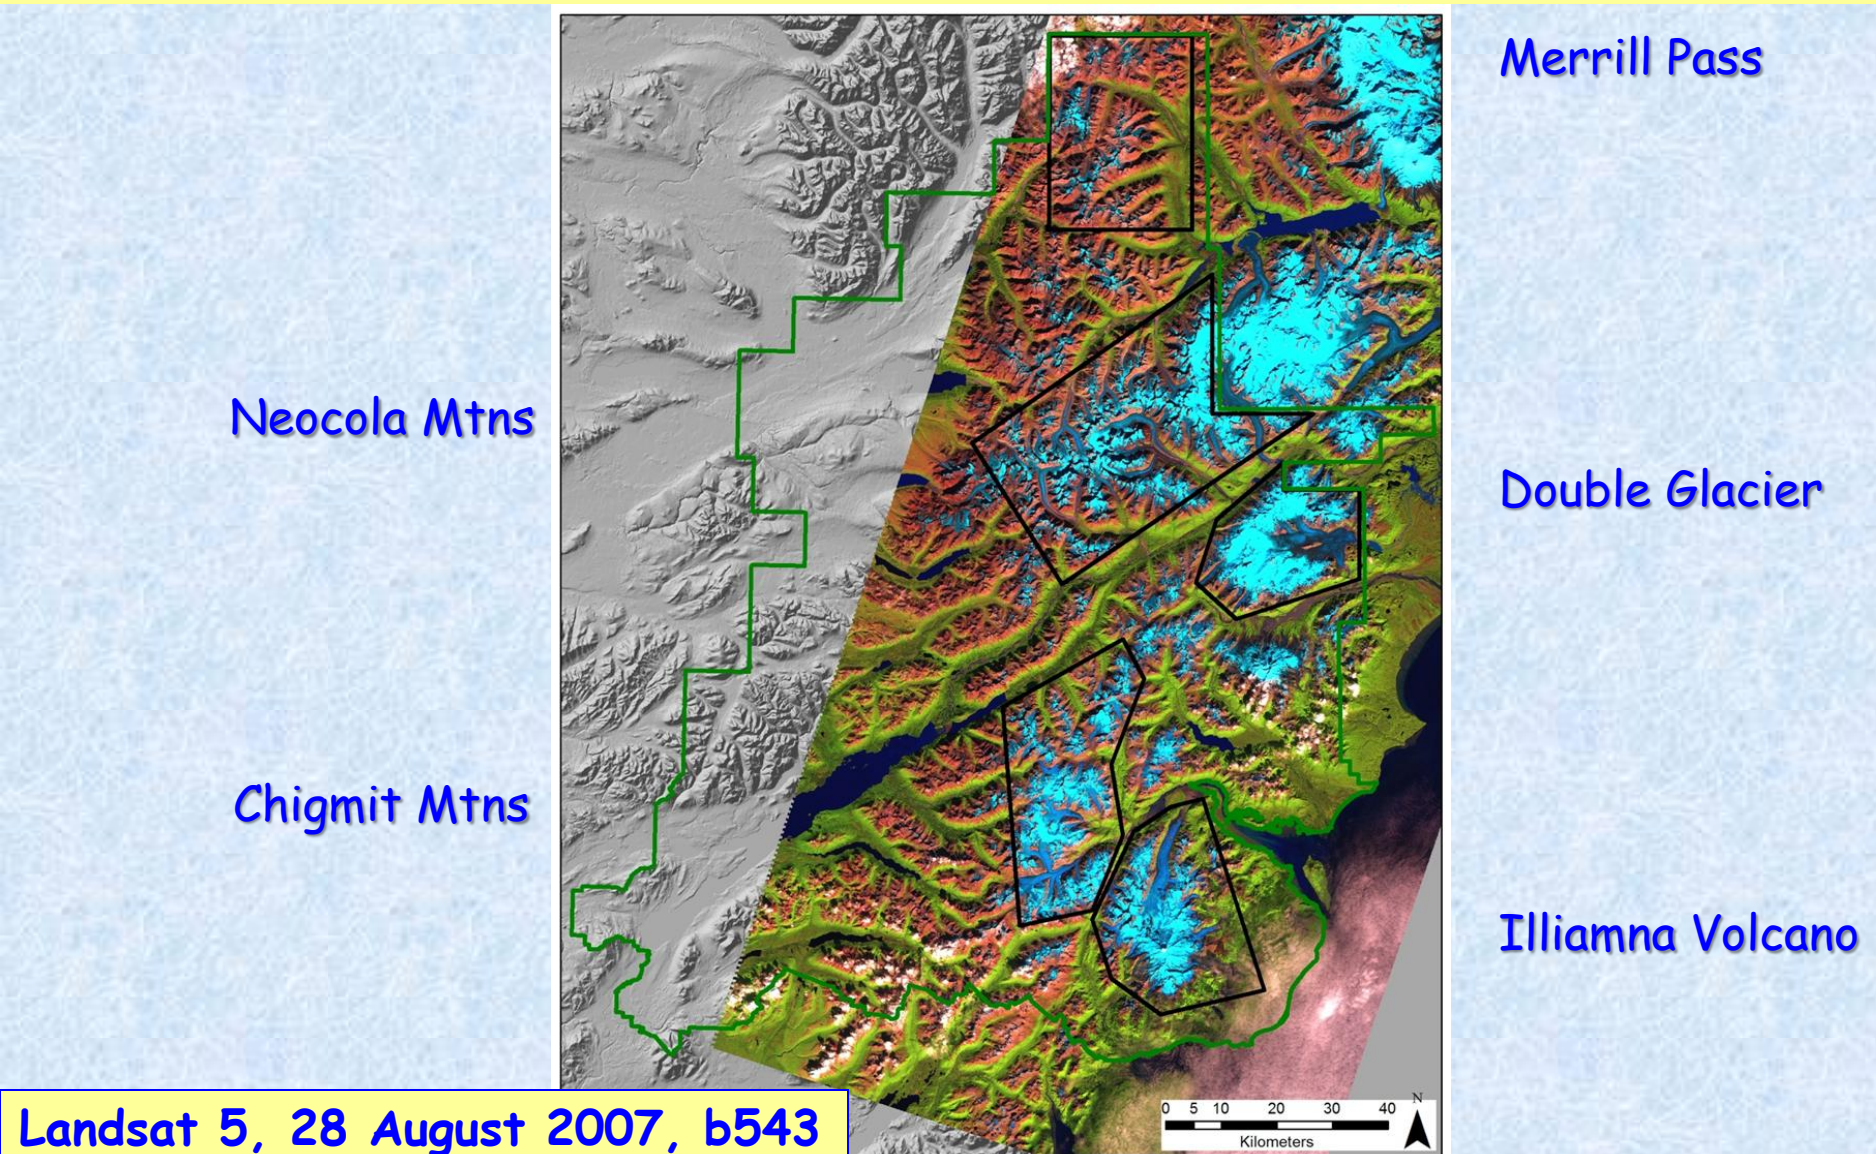 Merrill Pass
Neocola Mtns
Double Glacier
Chigmit Mtns
Illiamna Volcano
Landsat 5, 28 August 2007, b543
N
0 5 10 20 30 40
Kilometers